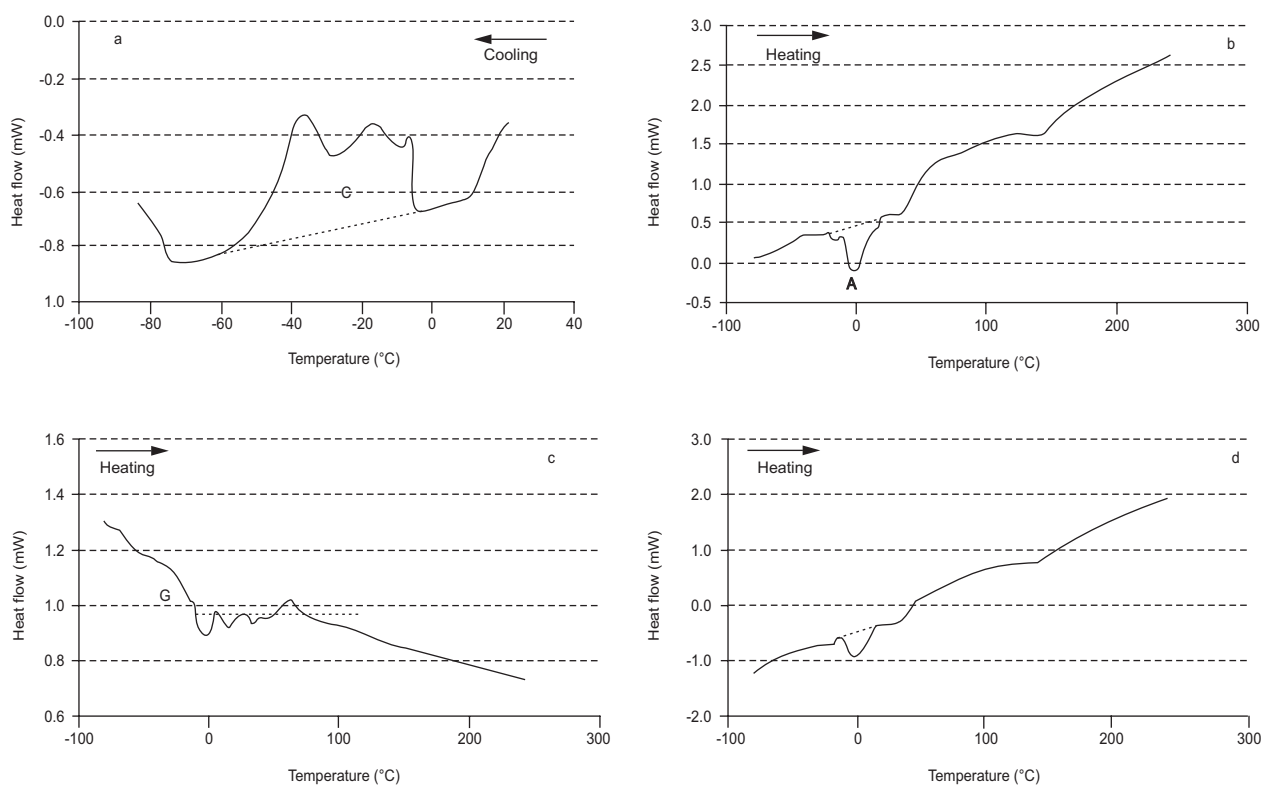 0.0
-0.2
-0.4
-0.6
-0.8
1.0
-100
-80
-60
-40
-20
0
20
40
Heat flow (mW)
Temperature (°C)
a
Cooling
C
3.0
2.5
2.0
1.5
1.0
0.5
0.0
-0.5
-100
0
100
200
300
Heat flow (mW)
Temperature (°C)
b
Heating
A
1.6
1.4
1.2
1.0
0.8
0.6
-100
0
100
200
300
Heat flow (mW)
Temperature (°C)
c
Heating
G
3.0
2.0
1.0
0.0
-1.0
-2.0
-100
0
100
200
300
Heat flow (mW)
Temperature (°C)
d
Heating